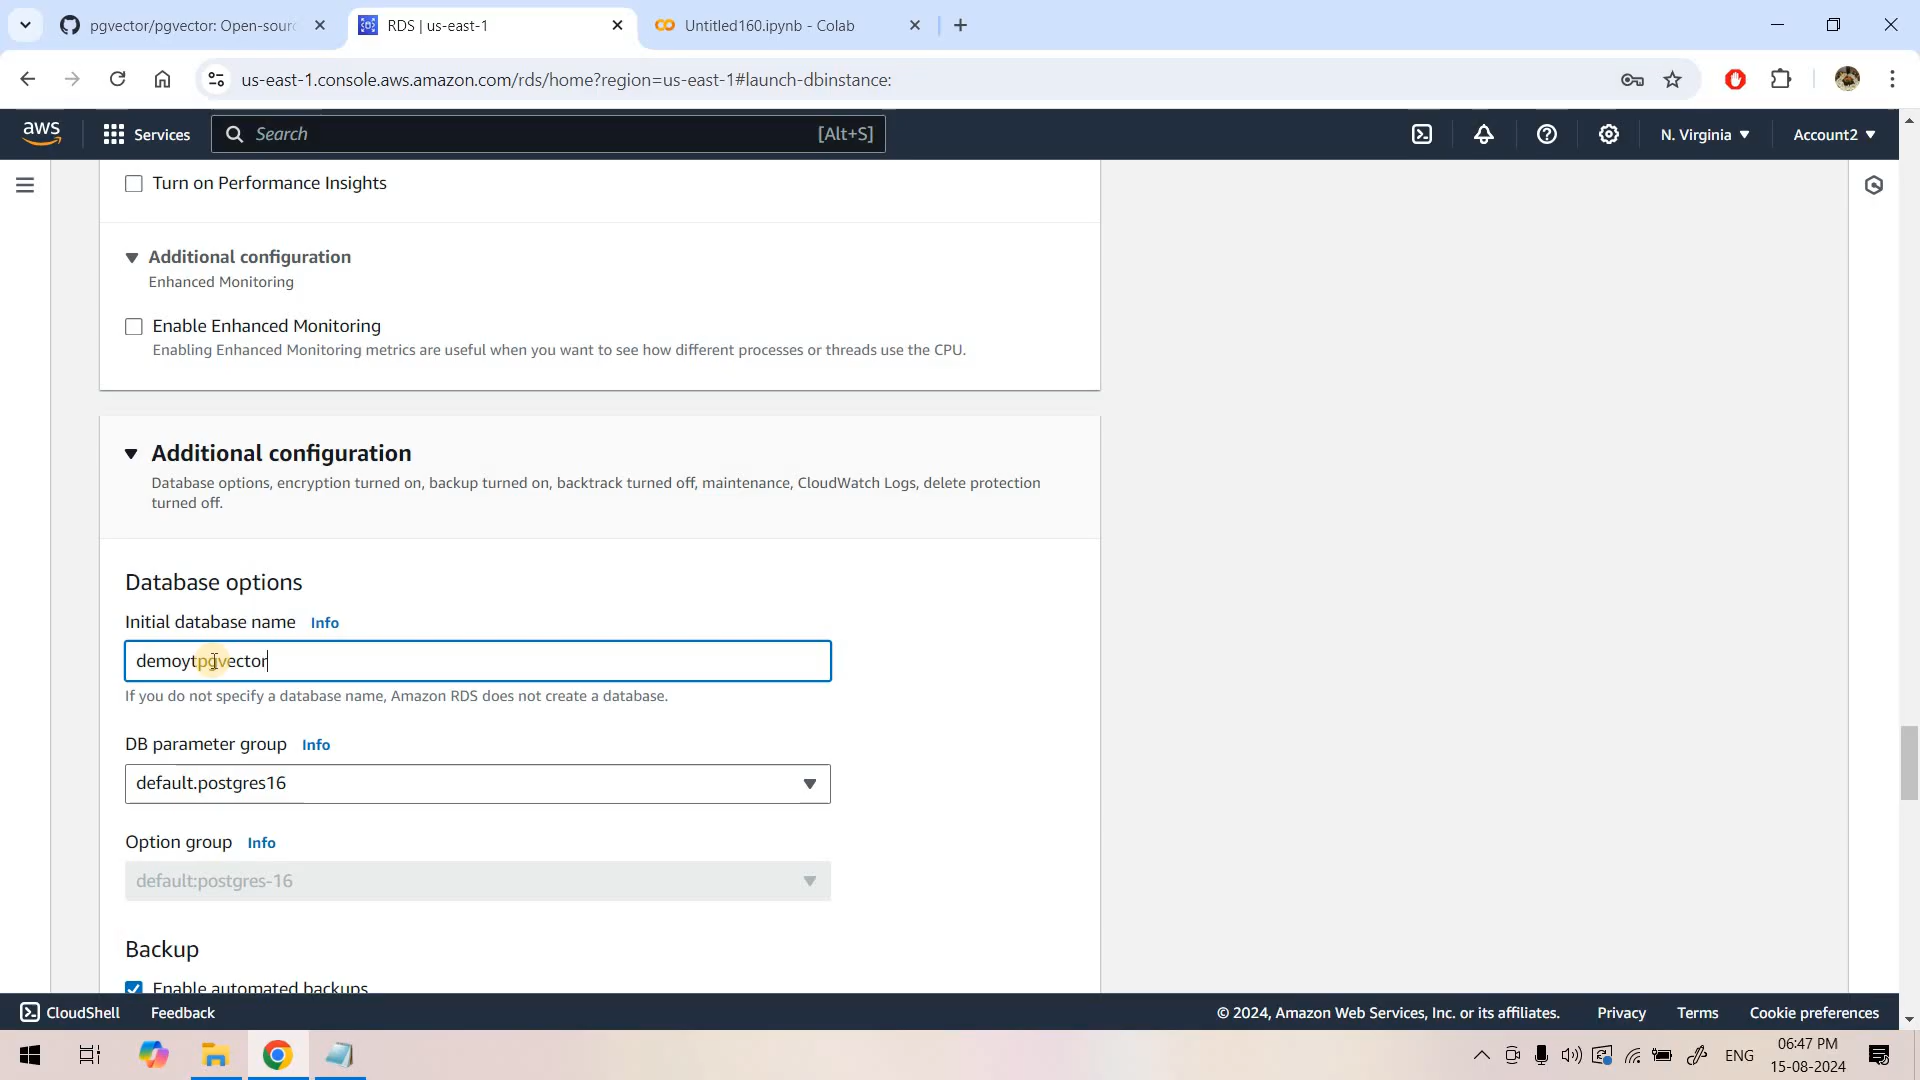 pgvector/pgvector: Open-sour
RDS | us-east-1
Untitled160.ipynb - Colab
us-east-1.console.aws.amazon.com/rds/home?region=us-east-1#launch-dbinstance:
aws
Services
Search
[Alt+S]
N. Virginia
Account2
Turn on Performance Insights
Additional configuration
Enhanced Monitoring
Enable Enhanced Monitoring
Enabling Enhanced Monitoring metrics are useful when you want to see how different processes or threads use the CPU.
Additional configuration
Database options, encryption turned on, backup turned on, backtrack turned off, maintenance, CloudWatch Logs, delete protection
turned off.
Database options
Initial database name Info
demoytpgvector
If you do not specify a database name, Amazon RDS does not create a database.
DB parameter group Info
default.postgres16
Option group Info
default:postgres-16
Backup
Enable automated backups
CloudShell
Feedback
© 2024, Amazon Web Services, Inc. or its affiliates.
Privacy
Terms
Cookie preferences
ENG
06:47 PM
15-08-2024